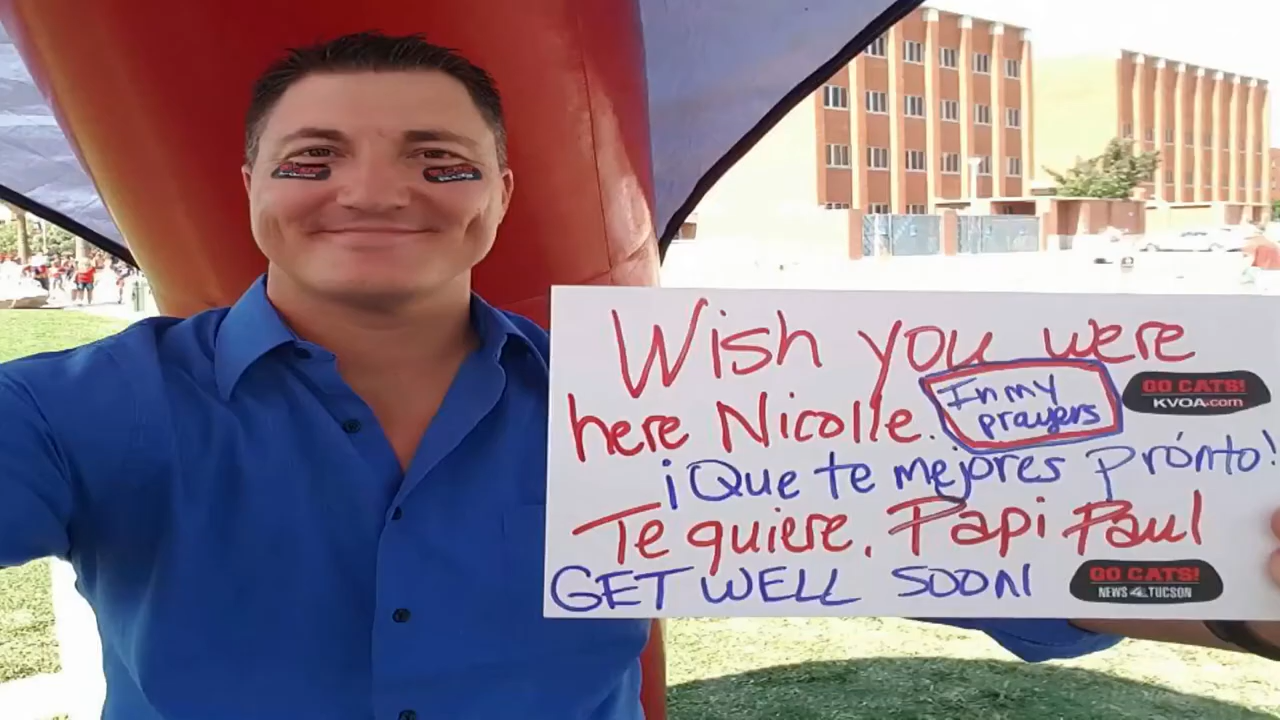 Wish you were
here Nicolle.
In my
prayers
GO CATS!
KVOA.com
¡Que te mejores prónto!
Te quiere, Papi Paul
GET WELL SOON
GO CATS!
NEWS 4 TUCSON